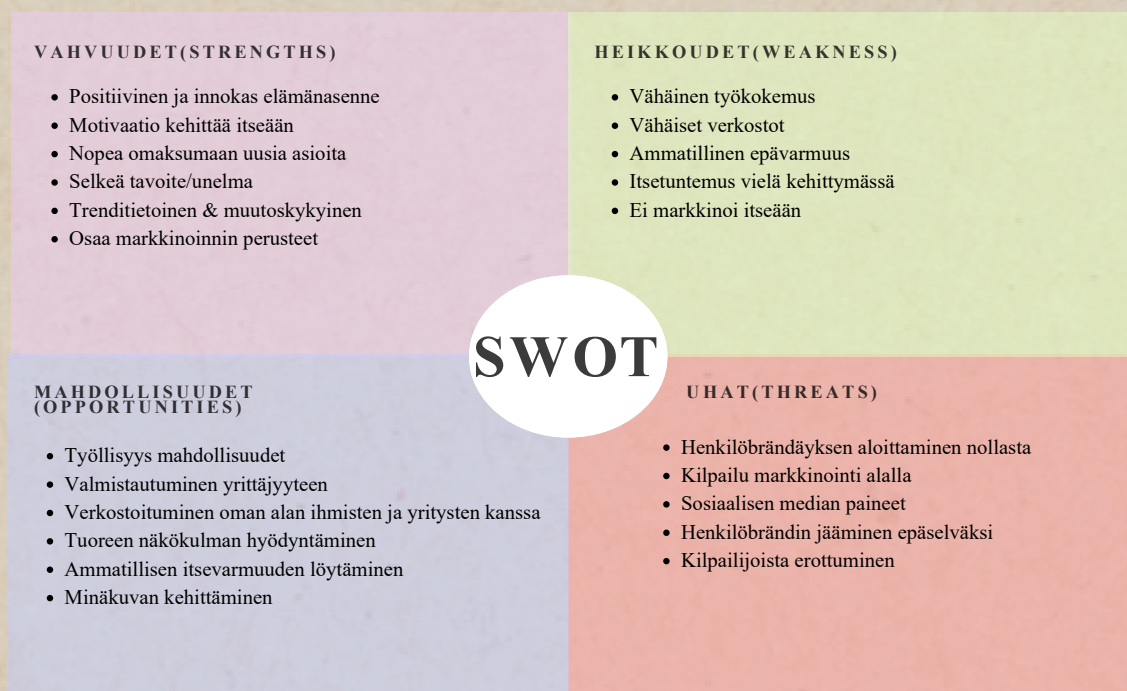 VAHVUUDET(STRENGTHS)
• Positiivinen ja innokas elämänasenne
• Motivaatio kehittää itseään
• Nopea omaksumaan uusia asioita
• Selkeä tavoite/unelma
• Trenditietoinen & muutoskykyinen
• Osaa markkinoinnin perusteet
HEIKKOUDET(WEAKNESS)
• Vähäinen työkokemus
• Vähäiset verkostot
• Ammatillinen epävarmuus
• Itsetuntemus vielä kehittymässä
• Ei markkinoi itseään
SWOT
MAHDOLLISUUDET
(OPPORTUNITIES)
• Työllisyys mahdollisuudet
• Valmistautuminen yrittäjyyteen
• Verkostoituminen oman alan ihmisten ja yritysten kanssa
• Tuoreen näkökulman hyödyntäminen
• Ammatillisen itsevarmuuden löytäminen
• Minäkuvan kehittäminen
UHAT(THREATS)
• Henkilöbrändäyksen aloittaminen nollasta
• Kilpailu markkinointi alalla
• Sosiaalisen median paineet
• Henkilöbrändin jääminen epäselväksi
• Kilpailijoista erottuminen